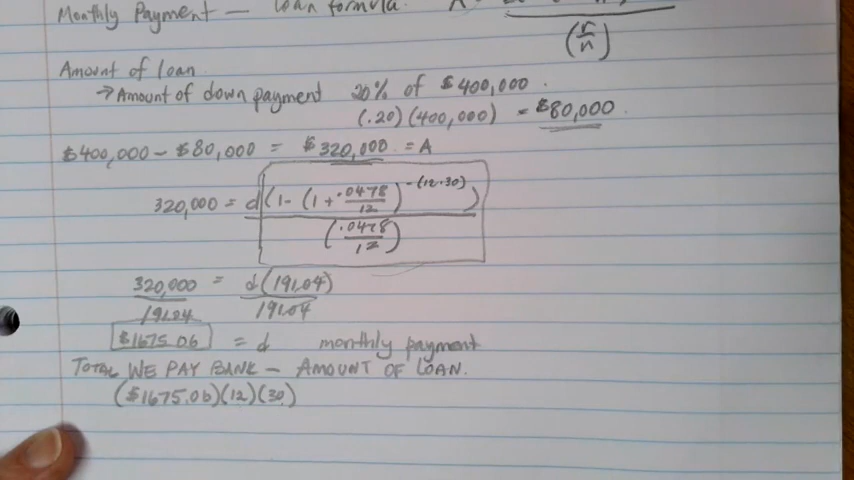 Monthly Payment — loan formula.
(r/n)
Amount of loan
→ Amount of down payment 20% of $400,000.
(.20)(400,000) = $80,000.
$400,000 - $80,000 = $320,000. = A
320,000 = d(1-(1+.0478/12)^-(12·30))
(.0478/12)
320,000 = d(191.04)
191.04 191.04
$1675.06 = d monthly payment
TOTAL WE PAY BANK - AMOUNT OF LOAN.
($1675.06)(12)(30)